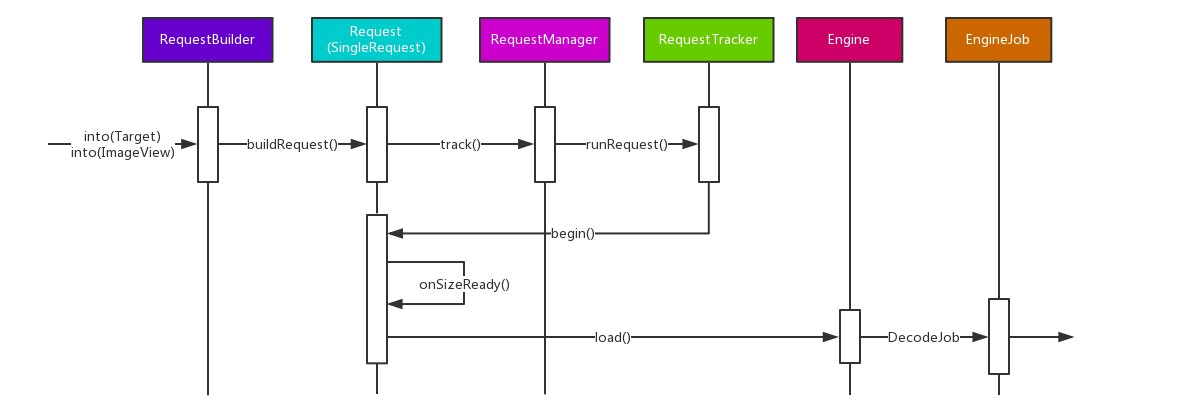 RequestBuilder
Request
(SingleRequest)
RequestManager
RequestTracker
Engine
EngineJob
into(Target)
into(ImageView)
buildRequest()
track()
runRequest()
begin()
onSizeReady()
load()
DecodeJob